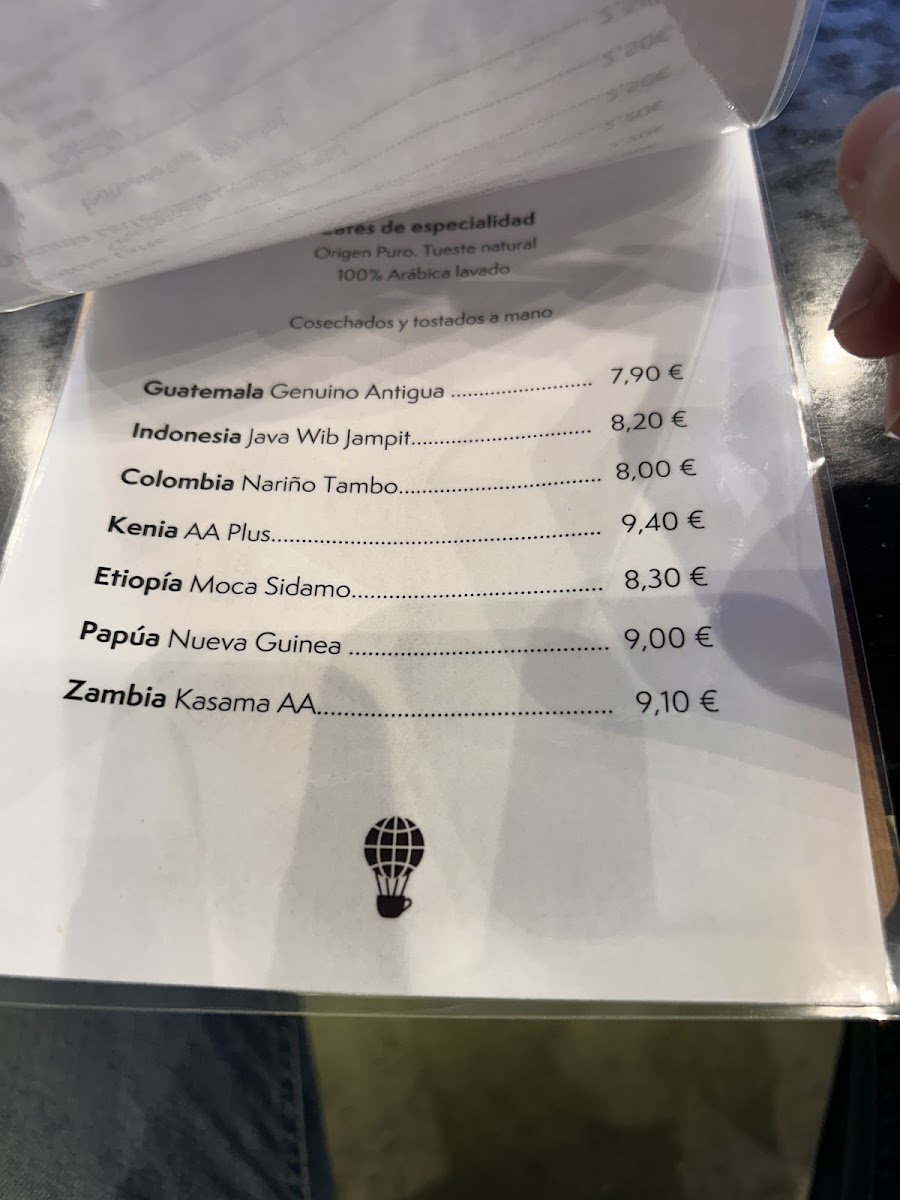 de especialidad
Origen Puro. Tueste natural
100% Arábica lavado
Cosechados y tostados a mano
Guatemala Genuino Antigua ........................ 7,90 €
Indonesia Java Wib Jampit............................... 8,20 €
Colombia Nariño Tambo.................................. 8,00 €
Kenia AA Plus....................................................... 9,40 €
Etiopía Moca Sidamo.......................................... 8,30 €
Papúa Nueva Guinea ........................................... 9,00 €
Zambia Kasama AA................................................ 9,10 €